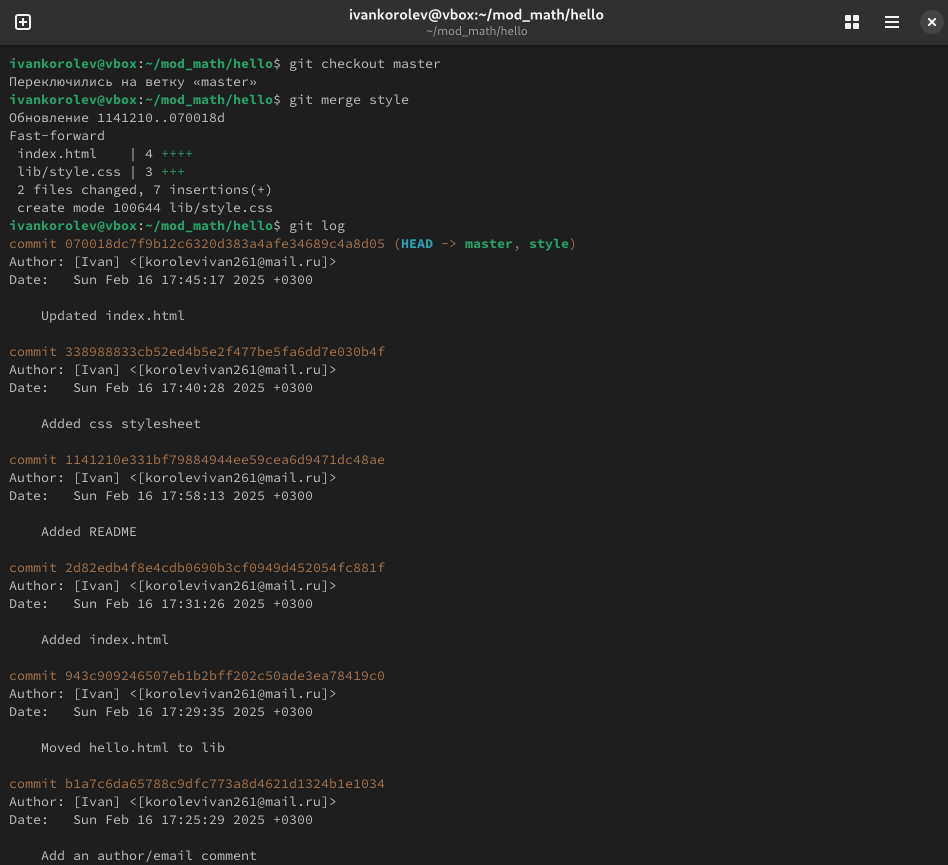 ivankorolev@vbox:~/mod_math/hello
~/mod_math/hello
ivankorolev@vbox:~/mod_math/hello$ git checkout master
Переключились на ветку «master»
ivankorolev@vbox:~/mod_math/hello$ git merge style
Обновление 1141210..070018d
Fast-forward
 index.html    | 4 ++++
 lib/style.css | 3 +++
 2 files changed, 7 insertions(+)
 create mode 100644 lib/style.css
ivankorolev@vbox:~/mod_math/hello$ git log
commit 070018dc7f9b12c6320d383a4afe34689c4a8d05 (HEAD -> master, style)
Author: [Ivan] <[korolevivan261@mail.ru]>
Date:   Sun Feb 16 17:45:17 2025 +0300

    Updated index.html

commit 338988833cb52ed4b5e2f477be5fa6dd7e030b4f
Author: [Ivan] <[korolevivan261@mail.ru]>
Date:   Sun Feb 16 17:40:28 2025 +0300

    Added css stylesheet

commit 1141210e331bf79884944ee59cea6d9471dc48ae
Author: [Ivan] <[korolevivan261@mail.ru]>
Date:   Sun Feb 16 17:58:13 2025 +0300

    Added README

commit 2d82edb4f8e4cdb0690b3cf0949d452054fc881f
Author: [Ivan] <[korolevivan261@mail.ru]>
Date:   Sun Feb 16 17:31:26 2025 +0300

    Added index.html

commit 943c909246507eb1b2bff202c50ade3ea78419c0
Author: [Ivan] <[korolevivan261@mail.ru]>
Date:   Sun Feb 16 17:29:35 2025 +0300

    Moved hello.html to lib

commit b1a7c6da65788c9dfc773a8d4621d1324b1e1034
Author: [Ivan] <[korolevivan261@mail.ru]>
Date:   Sun Feb 16 17:25:29 2025 +0300

    Add an author/email comment